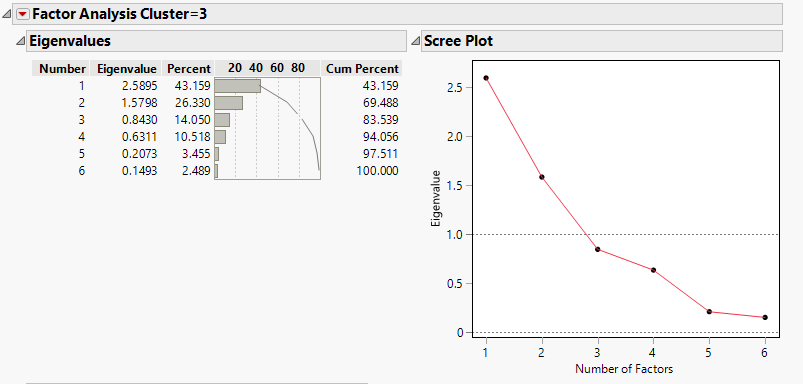 Factor Analysis Cluster=3
Eigenvalues
Number Eigenvalue Percent 20 40 60 80 Cum Percent
1 2.5895 43.159 43.159
2 1.5798 26.330 69.488
3 0.8430 14.050 83.539
4 0.6311 10.518 94.056
5 0.2073 3.455 97.511
6 0.1493 2.489 100.000
Scree Plot
Eigenvalue
2.5
2.0
1.5
1.0
0.5
0
1 2 3 4 5 6
Number of Factors